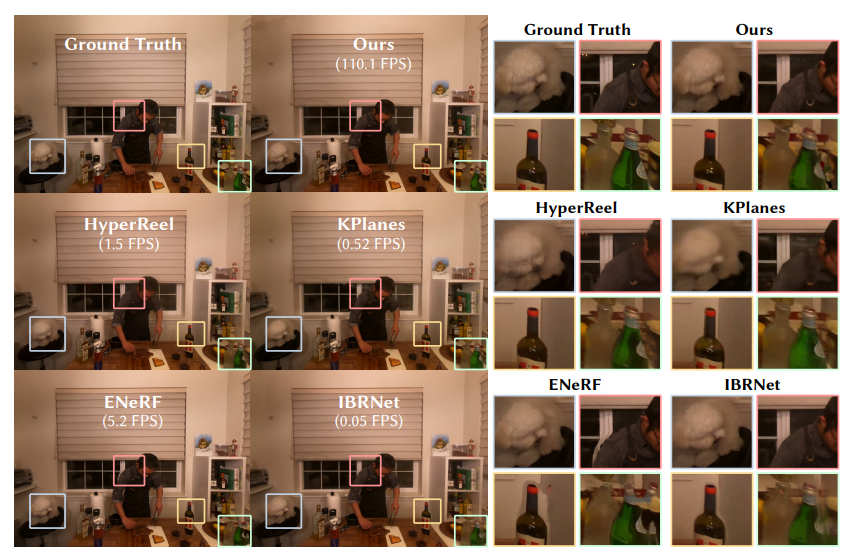 Ground Truth
Ours
(110.1 FPS)
HyperReel
(1.5 FPS)
KPlanes
(0.52 FPS)
ENeRF
(5.2 FPS)
IBRNet
(0.05 FPS)
Ground Truth
Ours
HyperReel
KPlanes
ENeRF
IBRNet